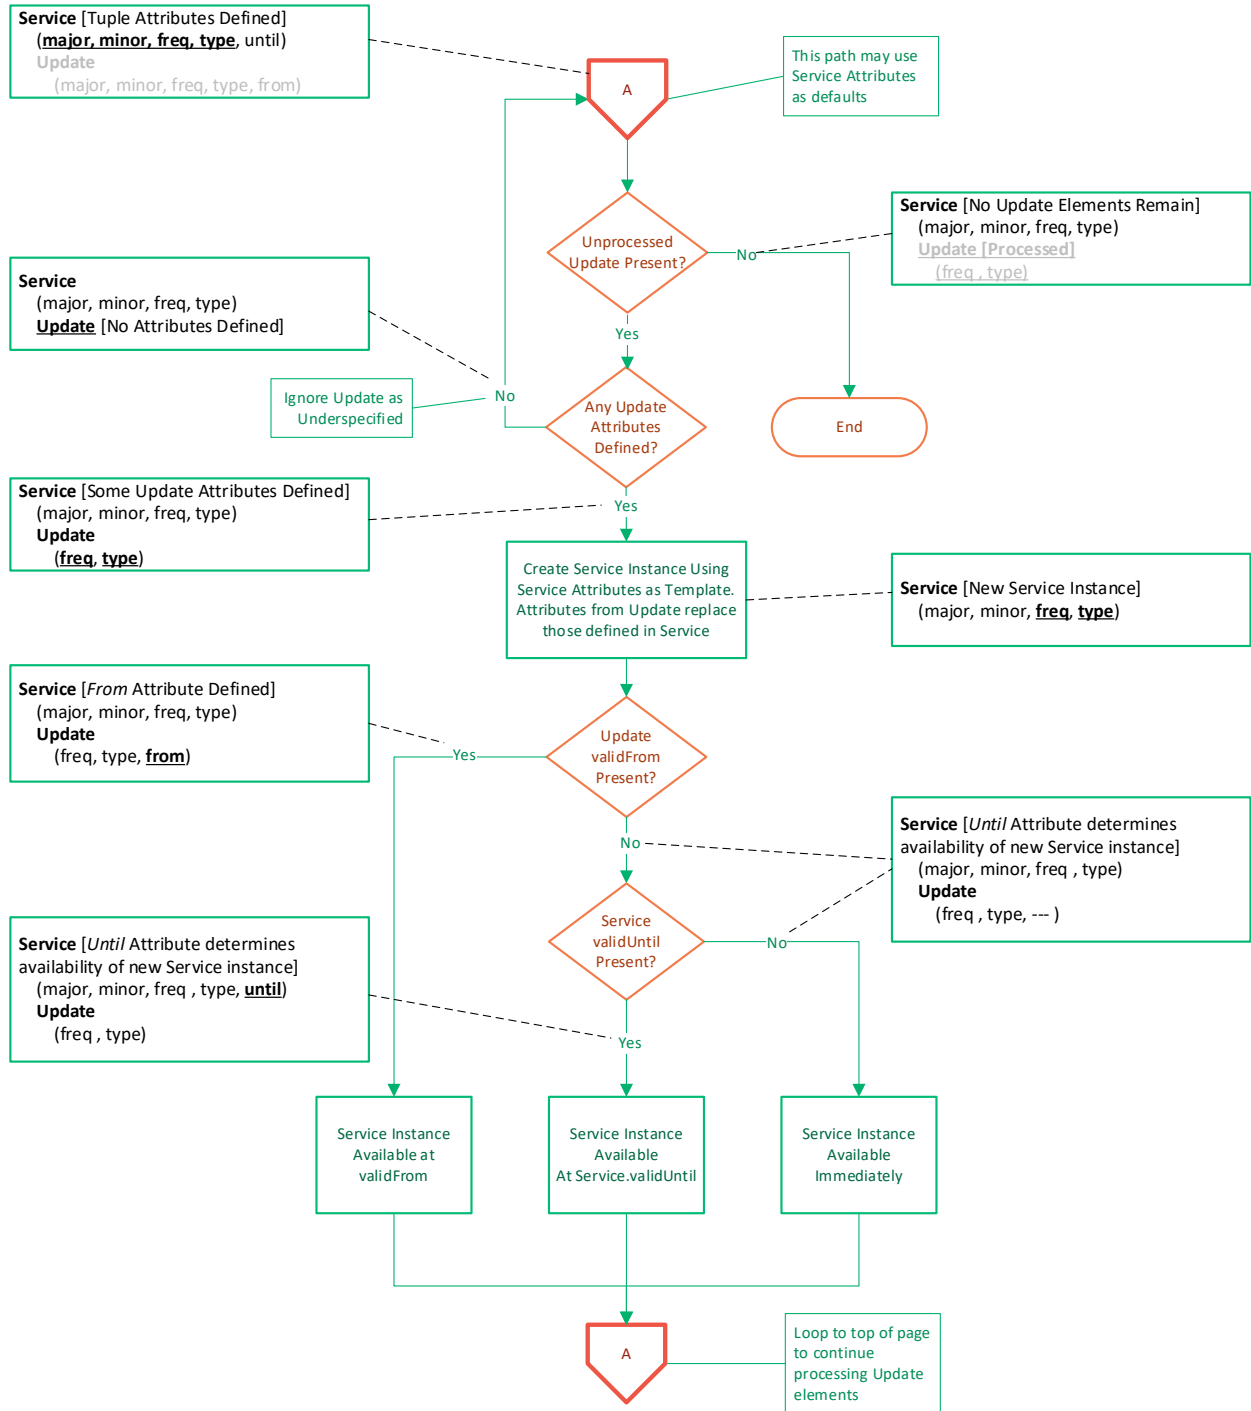 Service [Tuple Attributes Defined]
(major, minor, freq, type, until)
Update
(major, minor, freq, type, from)
A
This path may use
Service Attributes
as defaults
Unprocessed
Update Present?
No
Service [No Update Elements Remain]
(major, minor, freq, type)
Update [Processed]
(freq , type)
Service
(major, minor, freq, type)
Update [No Attributes Defined]
Yes
Ignore Update as
Underspecified
No
Any Update
Attributes
Defined?
End
Service [Some Update Attributes Defined]
(major, minor, freq, type)
Update
(freq, type)
Yes
Create Service Instance Using
Service Attributes as Template.
Attributes from Update replace
those defined in Service
Service [New Service Instance]
(major, minor, freq, type)
Service [From Attribute Defined]
(major, minor, freq, type)
Update
(freq, type, from)
Yes
Update
validFrom
Present?
No
Service [Until Attribute determines
availability of new Service instance]
(major, minor, freq , type)
Update
(freq , type, --- )
Service
validUntil
Present?
No
Service [Until Attribute determines
availability of new Service instance]
(major, minor, freq , type, until)
Update
(freq , type)
Yes
Service Instance
Available at
validFrom
Service Instance
Available
At Service.validUntil
Service Instance
Available
Immediately
A
Loop to top of page
to continue
processing Update
elements